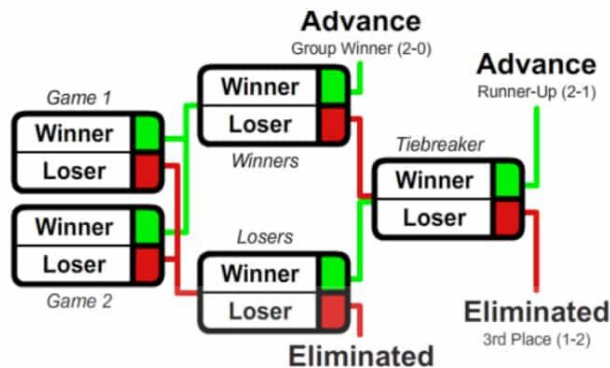 Advance
Group Winner (2-0)
Advance
Runner-Up (2-1)
Game 1
Winner
Loser
Winner
Loser
Game 2
Winner
Loser
Winners
Losers
Winner
Loser
Eliminated
Tiebreaker
Winner
Loser
Eliminated
3rd Place (1-2)